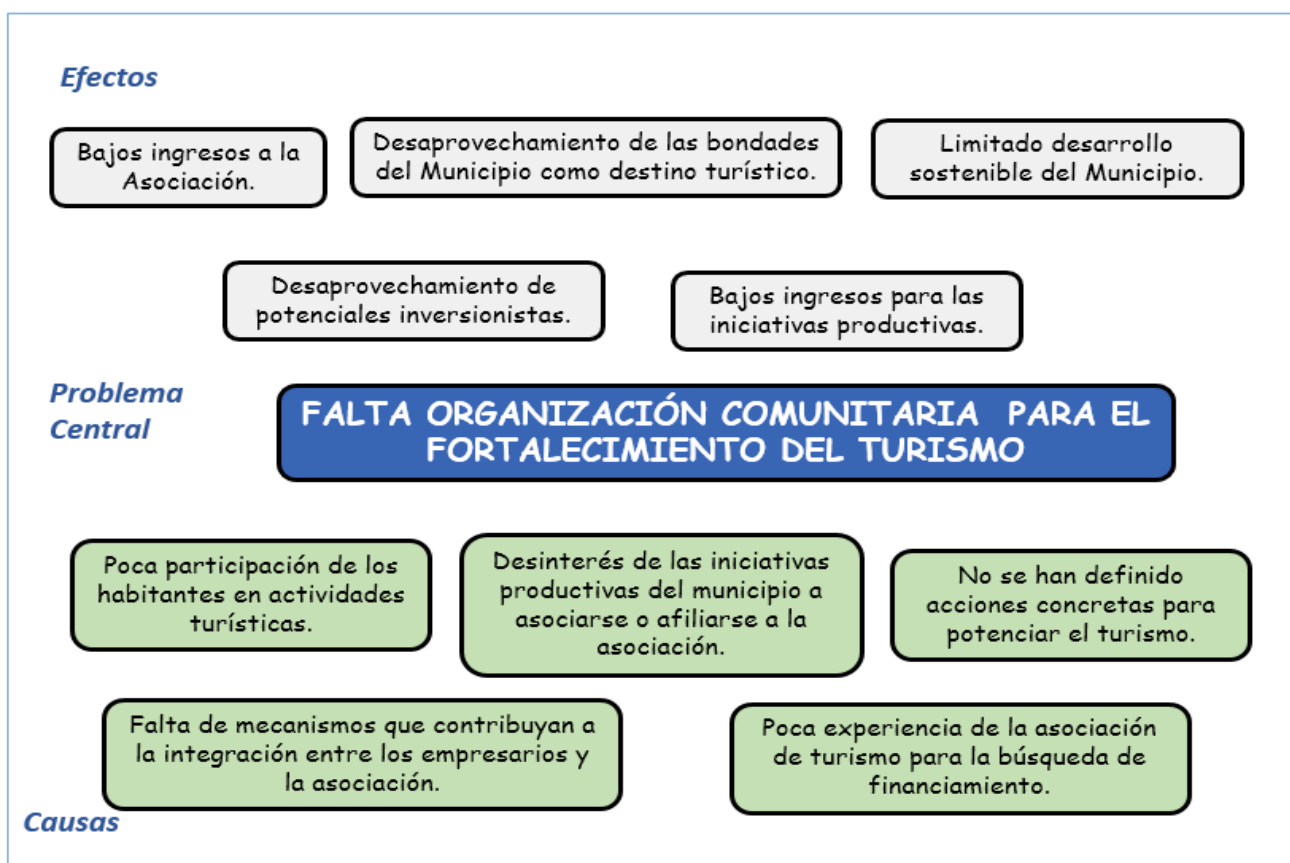 Efectos
Bajos ingresos a la
Asociación.
Desaprovechamiento de las bondades
del Municipio como destino turístico.
Limitado desarrollo
sostenible del Municipio.
Desaprovechamiento de
potenciales inversionistas.
Bajos ingresos para las
iniciativas productivas.
Problema
Central
FALTA ORGANIZACIÓN COMUNITARIA PARA EL
FORTALECIMIENTO DEL TURISMO
Poca participación de los
habitantes en actividades
turísticas.
Desinterés de las iniciativas
productivas del municipio a
asociarse o afiliarse a la
asociación.
No se han definido
acciones concretas para
potenciar el turismo.
Falta de mecanismos que contribuyan a
la integración entre los empresarios y
la asociación.
Poca experiencia de la asociación
de turismo para la búsqueda de
financiamiento.
Causas